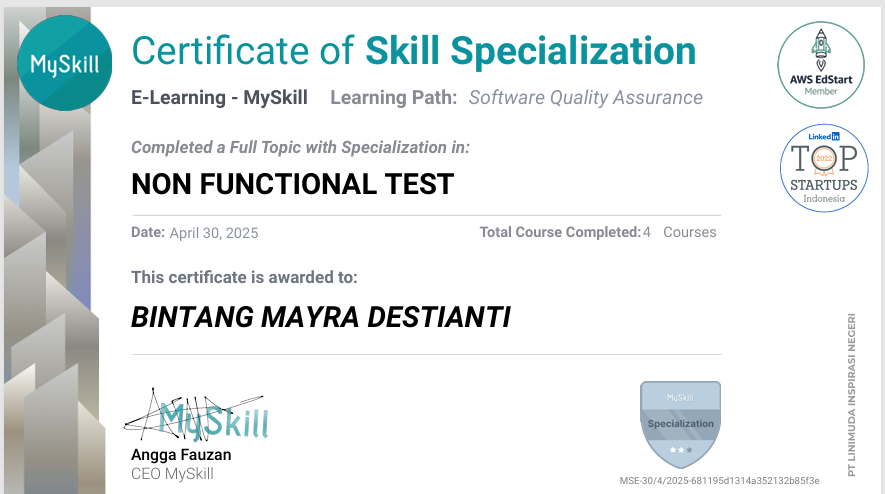 MySkill
Certificate of Skill Specialization
E-Learning - MySkill Learning Path: Software Quality Assurance
AWS EdStart
Member
Completed a Full Topic with Specialization in:
NON FUNCTIONAL TEST
LinkedIn
TOP
2022
STARTUPS
Indonesia
Date: April 30, 2025 Total Course Completed: 4 Courses
This certificate is awarded to:
BINTANG MAYRA DESTIANTI
MySkill
Angga Fauzan
CEO MySkill
MySkill
Specialization
MSE-30/4/2025-681195d1314a352132b85f3e
PT LINIMUDA INSPIRASI NEGERI